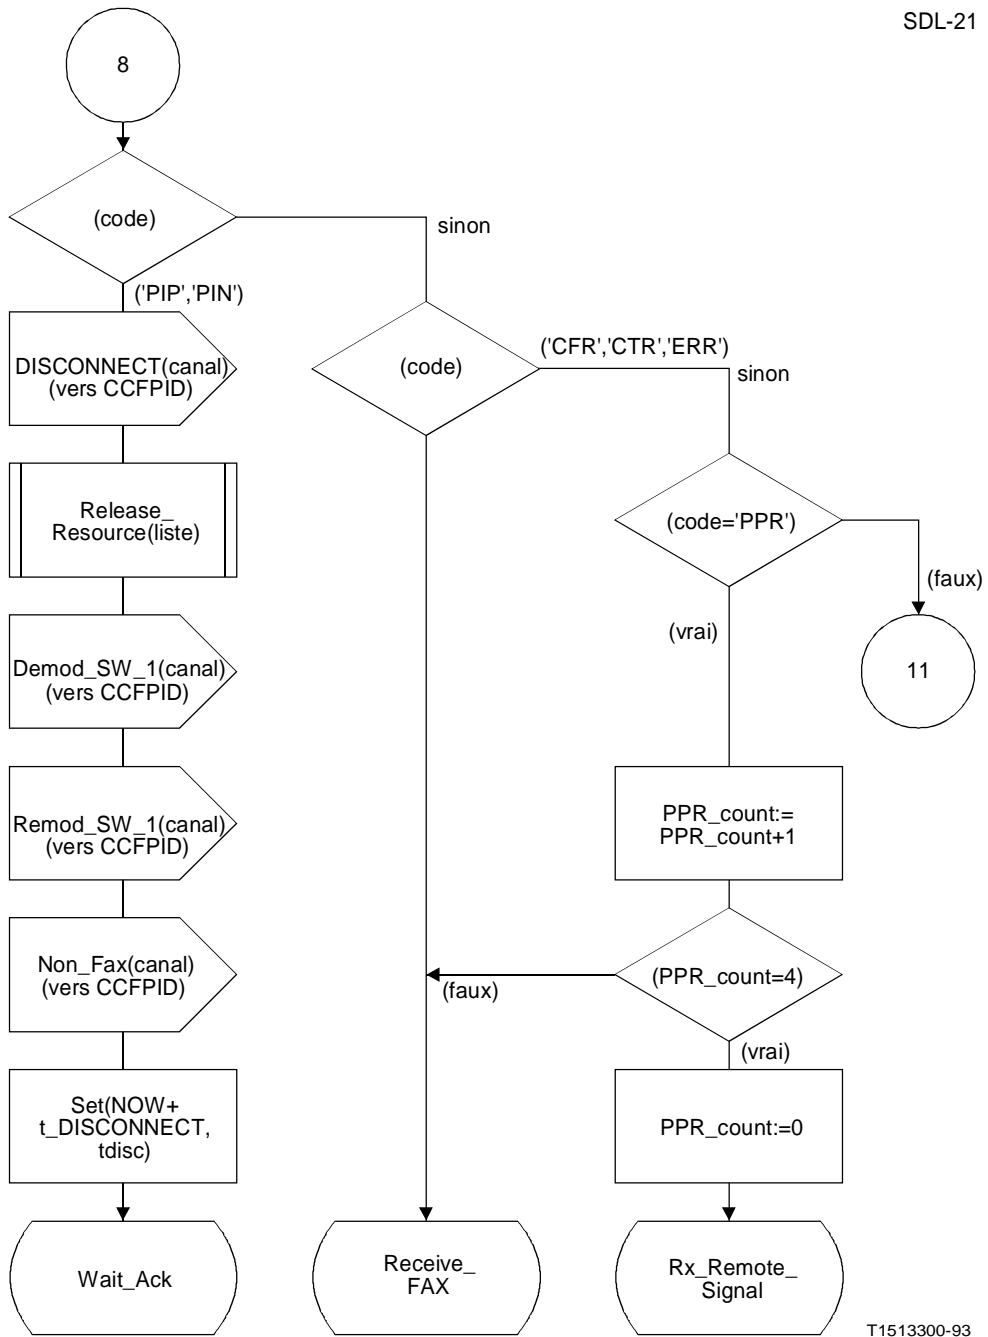 SDL-21
8
(code)
sinon
('PIP','PIN')
DISCONNECT(canal)
(vers CCFPID)
(code)
('CFR','CTR','ERR')
sinon
Release_
Resource(liste)
(code='PPR')
(faux)
(vrai)
11
Demod_SW_1(canal)
(vers CCFPID)
Remod_SW_1(canal)
(vers CCFPID)
PPR_count:=
PPR_count+1
Non_Fax(canal)
(vers CCFPID)
(PPR_count=4)
(faux)
(vrai)
Set(NOW+
t_DISCONNECT,
tdisc)
PPR_count:=0
Wait_Ack
Receive_
FAX
Rx_Remote_
Signal
T1513300-93